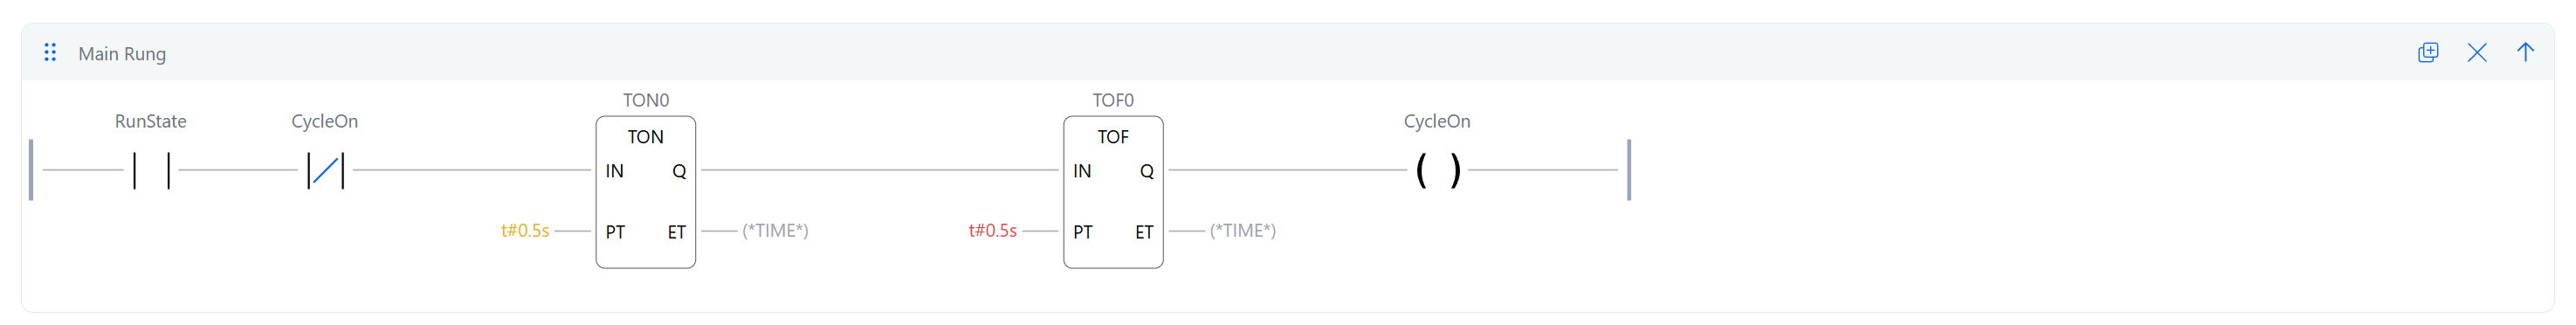 Main Rung
RunState
CycleOn
TON0
TON
IN Q
t#0.5s PT ET (*TIME*)
TOF0
TOF
IN Q
t#0.5s PT ET (*TIME*)
CycleOn